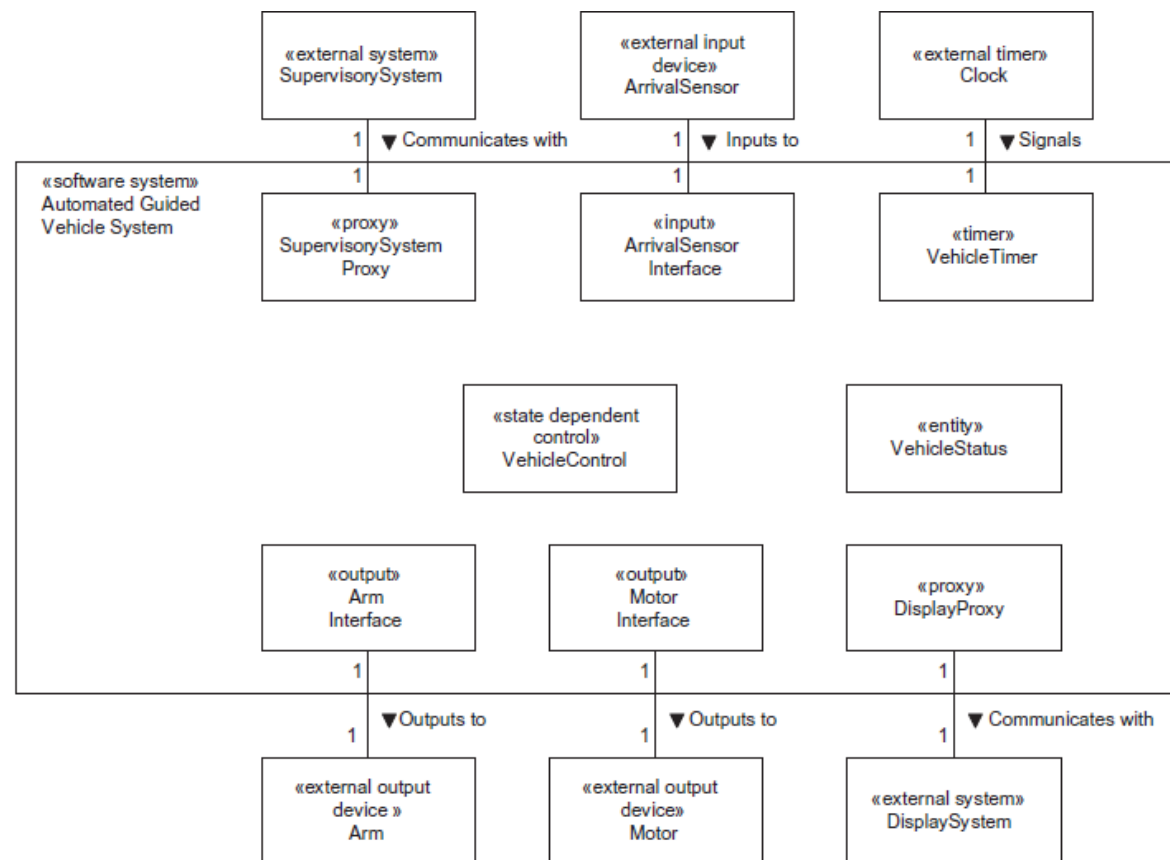 «external system»
SupervisorySystem
«external input
device»
ArrivalSensor
«external timer»
Clock
1
▼ Communicates with
1
▼ Inputs to
1
▼ Signals
«software system»
Automated Guided
Vehicle System
1
1
1
«proxy»
SupervisorySystem
Proxy
«input»
ArrivalSensor
Interface
«timer»
VehicleTimer
«state dependent
control»
VehicleControl
«entity»
VehicleStatus
«output»
Arm
Interface
«output»
Motor
Interface
«proxy»
DisplayProxy
1
1
1
▼ Outputs to
▼ Outputs to
▼ Communicates with
1
1
1
«external output
device »
Arm
«external output
device»
Motor
«external system»
DisplaySystem